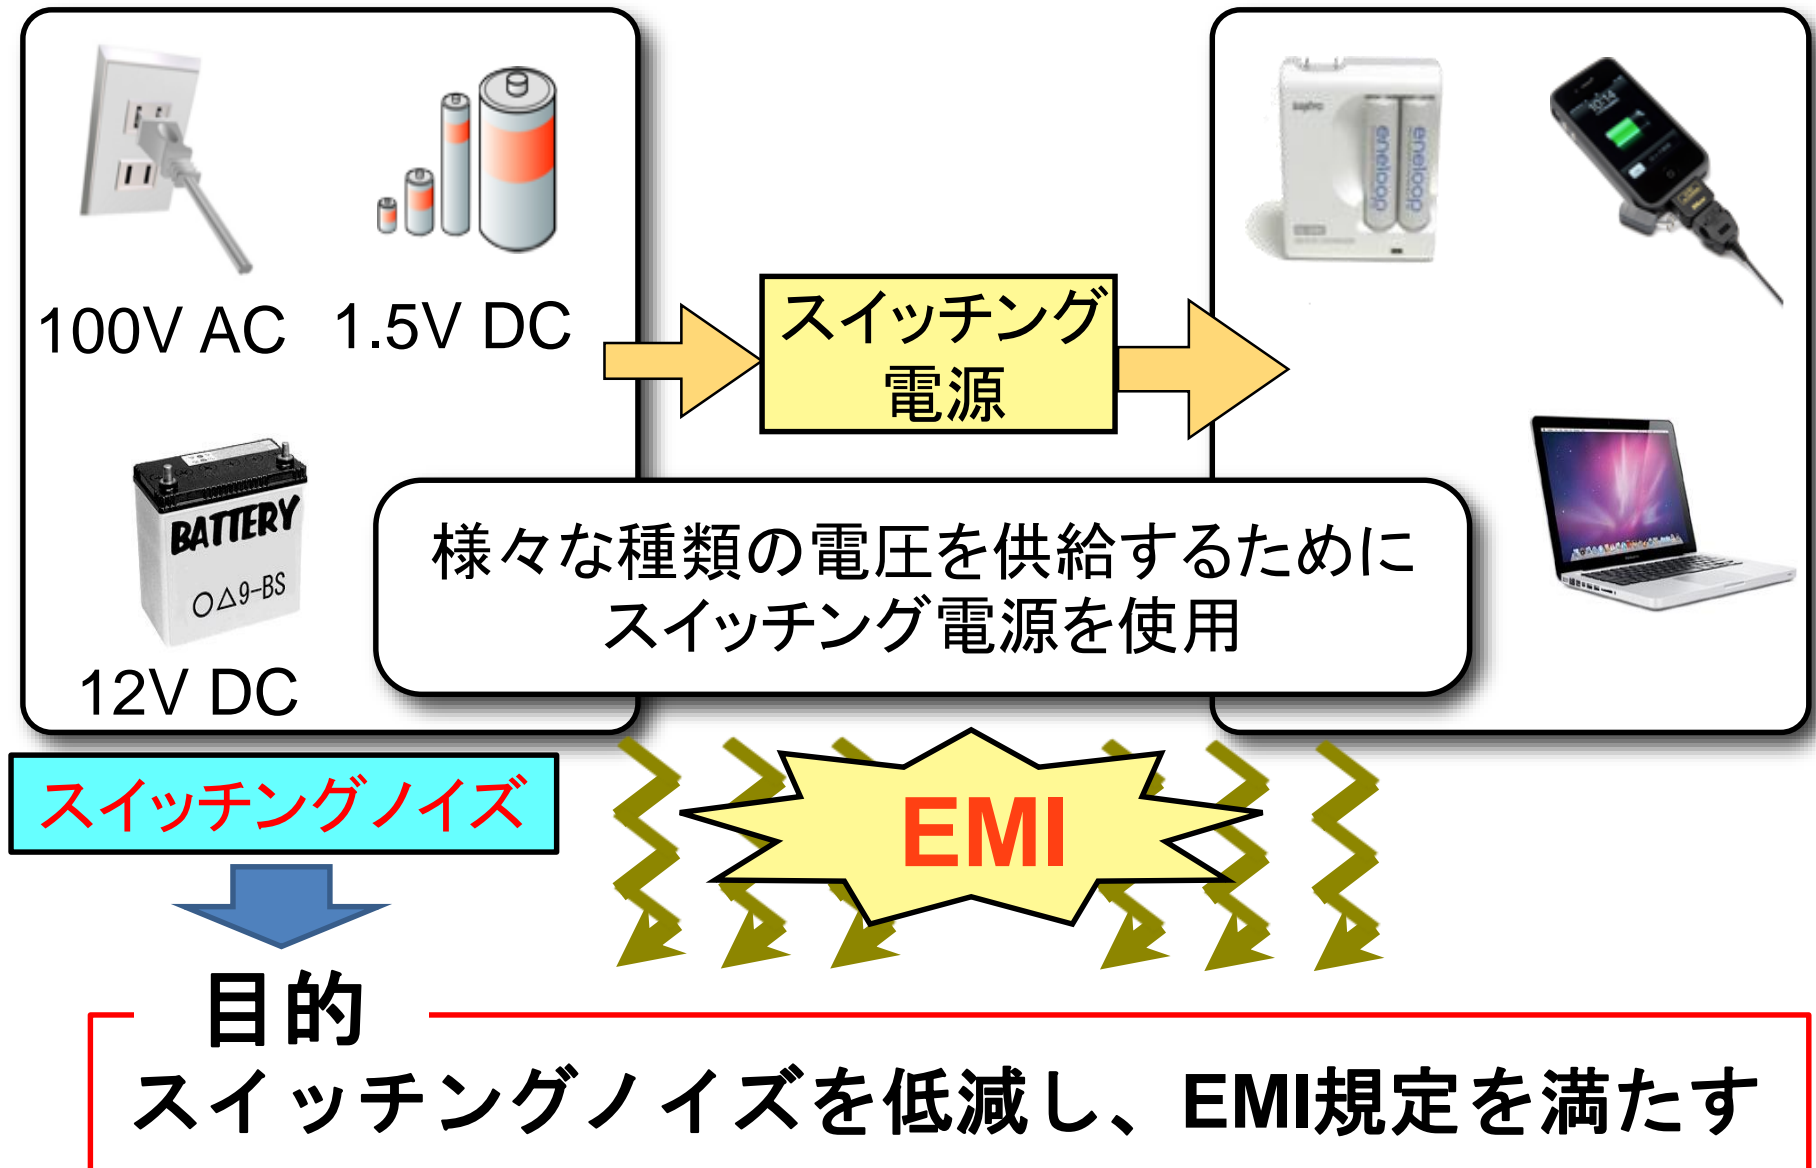 100V AC
1.5V DC
BATTERY
○△9-BS
12V DC
スイッチング
電源
eneloop
eneloop
10:14
様々な種類の電圧を供給するために
スイッチング電源を使用
スイッチングノイズ
EMI
目的
スイッチングノイズを低減し、EMI規定を満たす